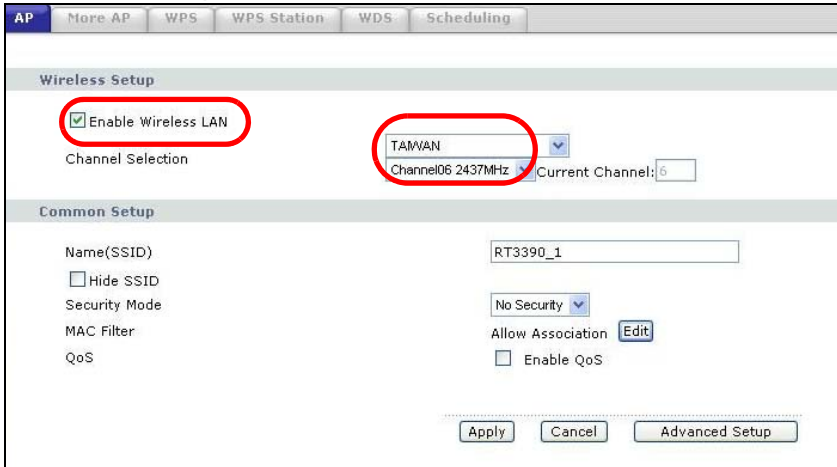 AP More AP WPS WPS Station WDS Scheduling
Wireless Setup
Enable Wireless LAN
Channel Selection
TAIWAN
Channel06 2437MHz Current Channel: 6
Common Setup
Name(SSID) RT3390_1
Hide SSID
Security Mode No Security
MAC Filter Allow Association Edit
QoS Enable QoS
Apply Cancel Advanced Setup